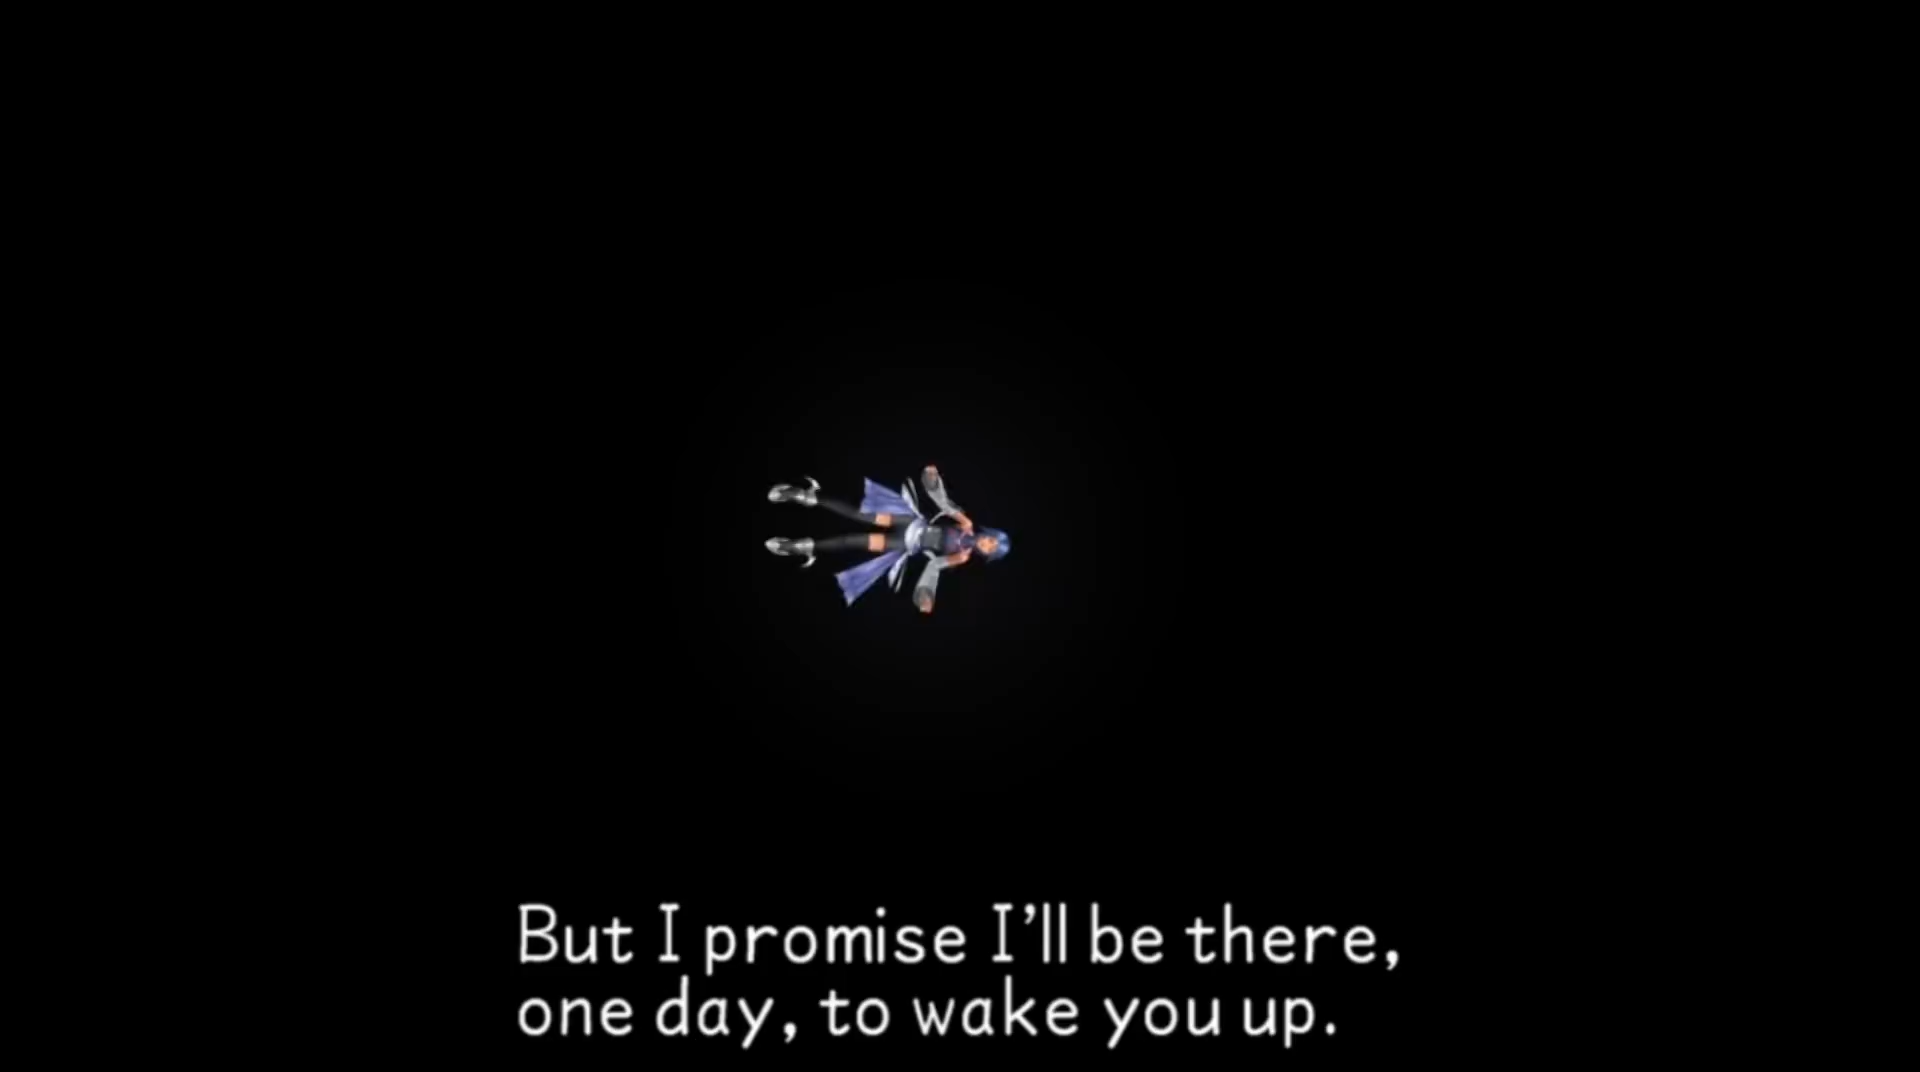 But I promise I'll be there,
one day, to wake you up.